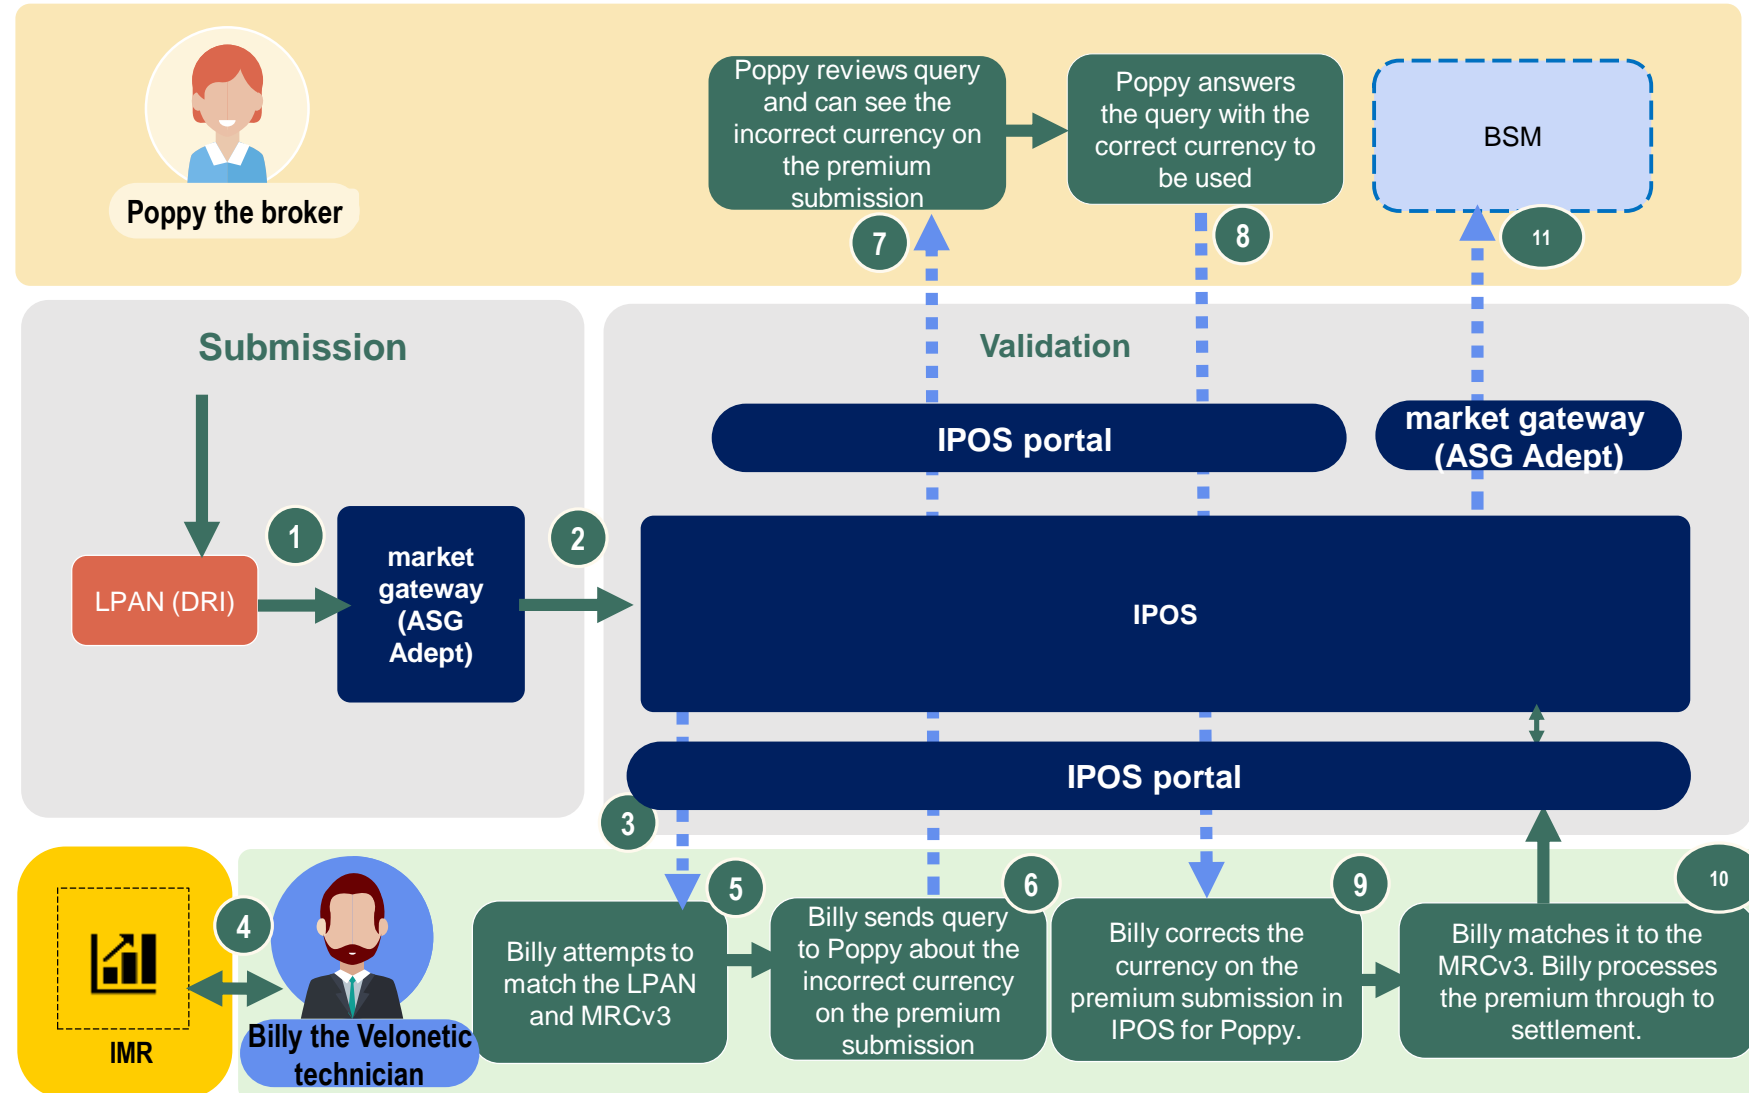 Poppy the broker
Poppy reviews query
and can see the
incorrect currency on
the premium
submission
7
Poppy answers
the query with the
correct currency to
be used
8
BSM
11
Submission
LPAN (DRI)
1
market
gateway
(ASG
Adept)
2
Validation
IPOS portal
market gateway
(ASG Adept)
IPOS
IPOS portal
3
IMR
4
Billy the Velonetic
technician
Billy attempts to
match the LPAN
and MRCv3
5
Billy sends query
to Poppy about the
incorrect currency
on the premium
submission
6
Billy corrects the
currency on the
premium submission in
IPOS for Poppy.
9
Billy matches it to the
MRCv3. Billy processes
the premium through to
settlement.
10